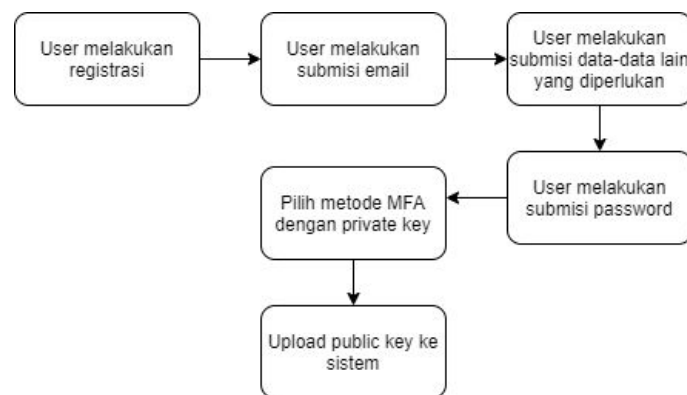 User melakukan
registrasi
User melakukan
submisi email
User melakukan
submisi data-data lain
yang diperlukan
User melakukan
submisi password
Pilih metode MFA
dengan private key
Upload public key ke
sistem